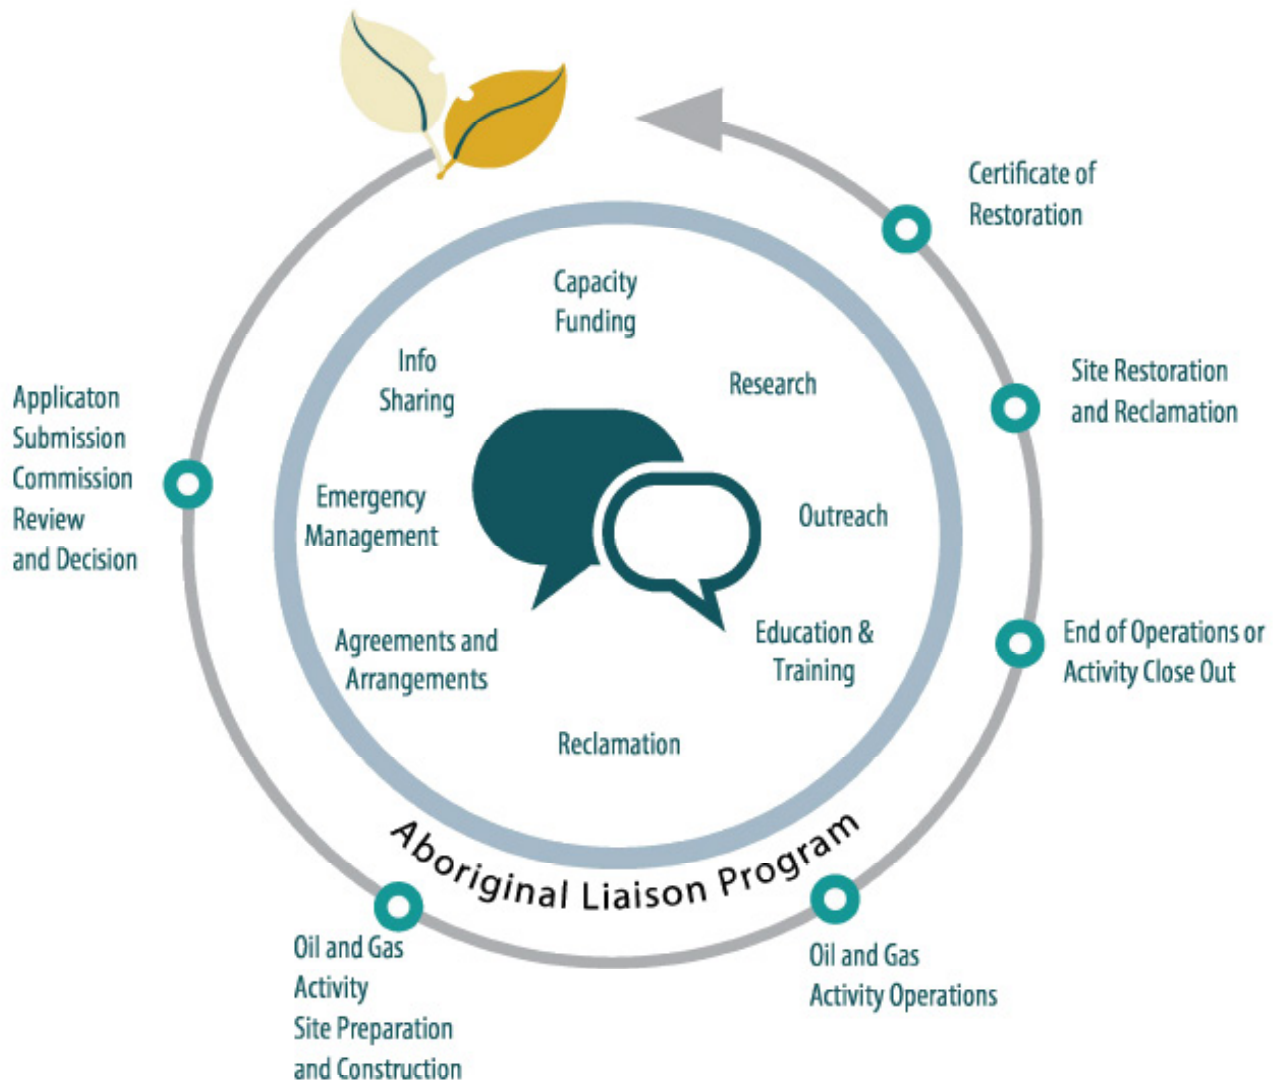 Certificate of
Restoration
Capacity
Funding
Info
Sharing
Research
Site Restoration
and Reclamation
Applicaton
Submission
Commission
Review
and Decision
Emergency
Management
Outreach
Agreements and
Arrangements
Education &
Training
End of Operations or
Activity Close Out
Reclamation
Aboriginal Liaison Program
Oil and Gas
Activity
Site Preparation
and Construction
Oil and Gas
Activity Operations